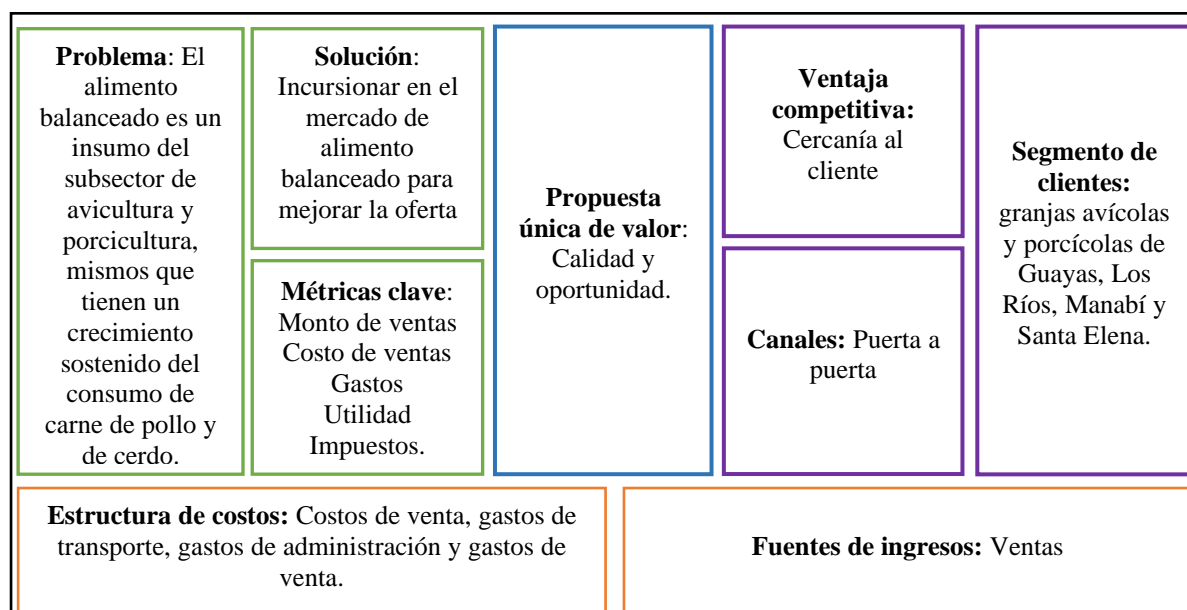 Problema: El
alimento
balanceado es un
insumo del
subsector de
avicultura y
porcicultura,
mismos que
tienen un
crecimiento
sostenido del
consumo de
carne de pollo y
de cerdo.
Solución:
Incursionar en el
mercado de
alimento
balanceado para
mejorar la oferta
Métricas clave:
Monto de ventas
Costo de ventas
Gastos
Utilidad
Impuestos.
Propuesta
única de valor:
Calidad y
oportunidad.
Ventaja
competitiva:
Cercanía al
cliente
Canales: Puerta a
puerta
Segmento de
clientes:
granjas avícolas
y porcícolas de
Guayas, Los
Ríos, Manabí y
Santa Elena.
Estructura de costos: Costos de venta, gastos de
transporte, gastos de administración y gastos de
venta.
Fuentes de ingresos: Ventas